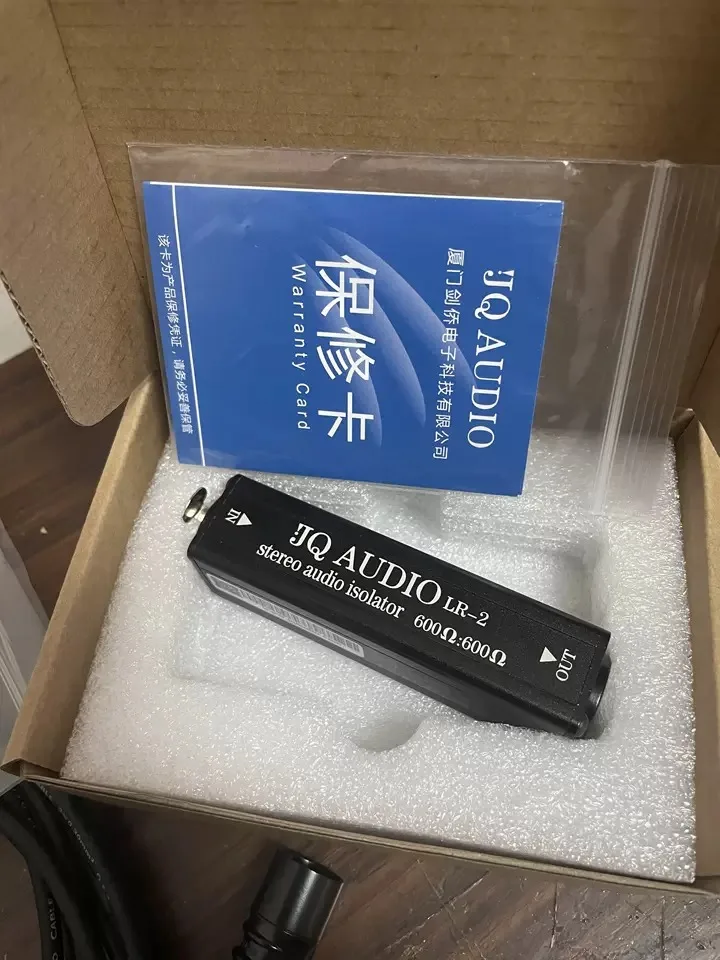 JQ AUDIO
厦门剑侨电子科技有限公司
保修卡
Warranty Card
该卡为产品保修凭证，请务必妥善保管
IN
JQ AUDIO LR-2
stereo audio isolator 600Ω:600Ω
OUT
CABLE